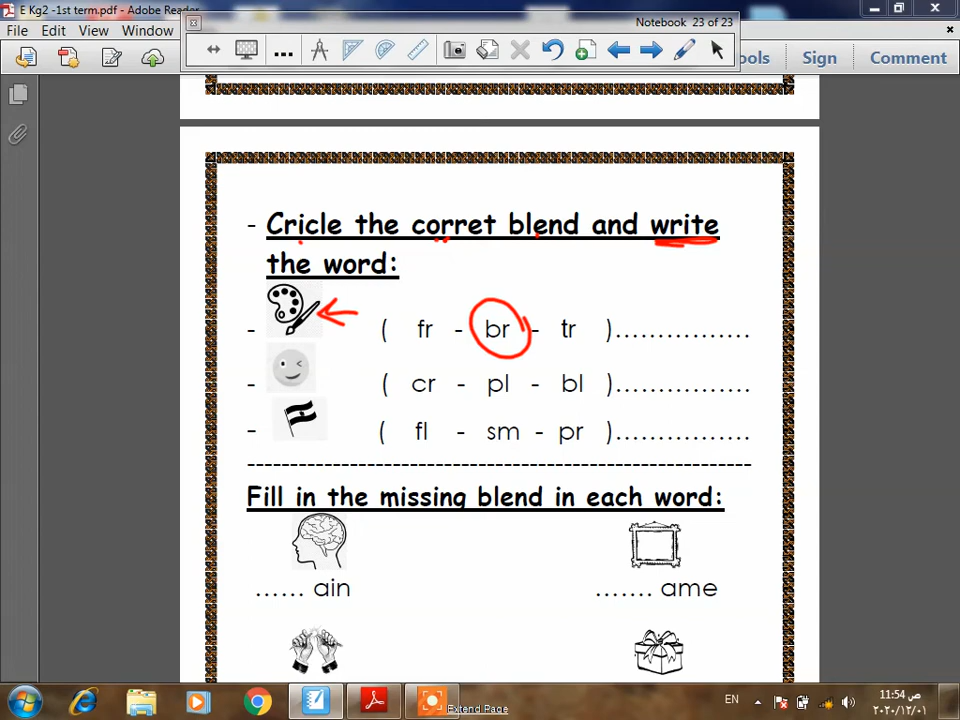 E Kg2 -1st term.pdf - Adobe Reader
Notebook 23 of 23
File Edit View Window
Tools Sign Comment
- Cricle the corret blend and write
the word:
- ( fr - br - tr )................
- ( cr - pl - bl )................
- ( fl - sm - pr )................
Fill in the missing blend in each word:
...... ain ....... ame
EN 11:54 ص
٢٠٢٠/١٢/٠١
Extend Page